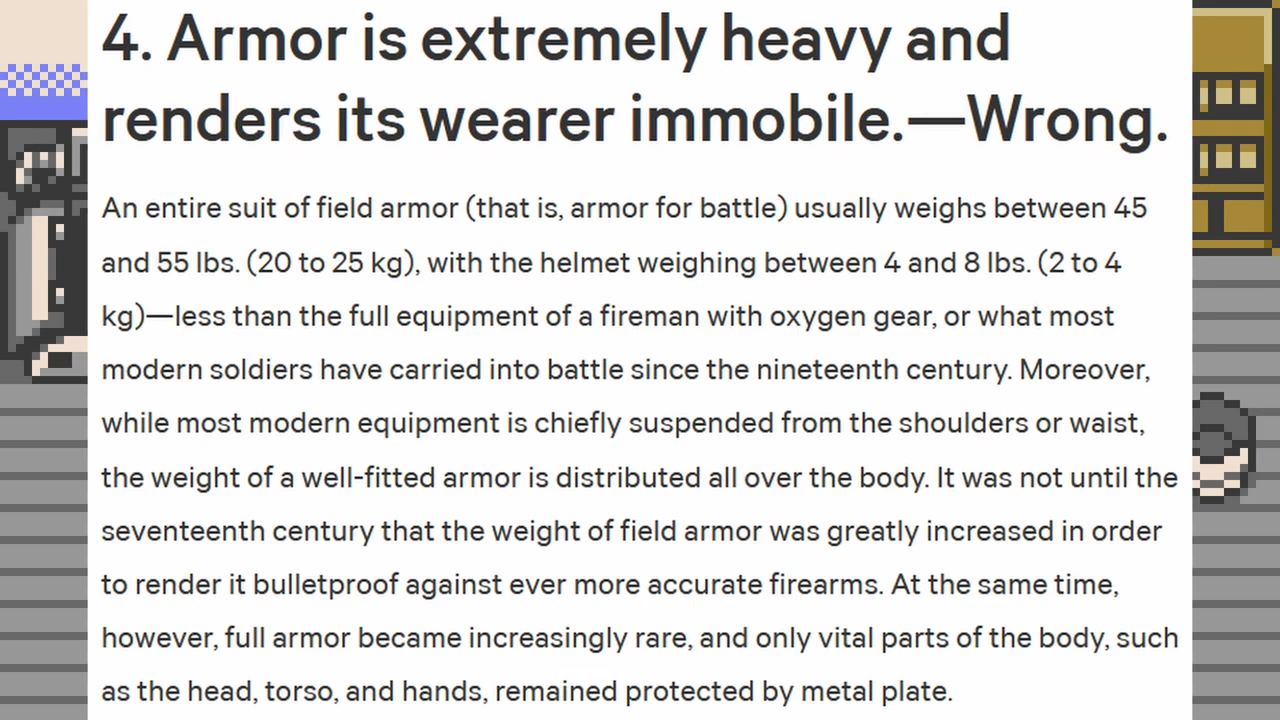 4. Armor is extremely heavy and
renders its wearer immobile.—Wrong.
An entire suit of field armor (that is, armor for battle) usually weighs between 45
and 55 lbs. (20 to 25 kg), with the helmet weighing between 4 and 8 lbs. (2 to 4
kg)—less than the full equipment of a fireman with oxygen gear, or what most
modern soldiers have carried into battle since the nineteenth century. Moreover,
while most modern equipment is chiefly suspended from the shoulders or waist,
the weight of a well-fitted armor is distributed all over the body. It was not until the
seventeenth century that the weight of field armor was greatly increased in order
to render it bulletproof against ever more accurate firearms. At the same time,
however, full armor became increasingly rare, and only vital parts of the body, such
as the head, torso, and hands, remained protected by metal plate.